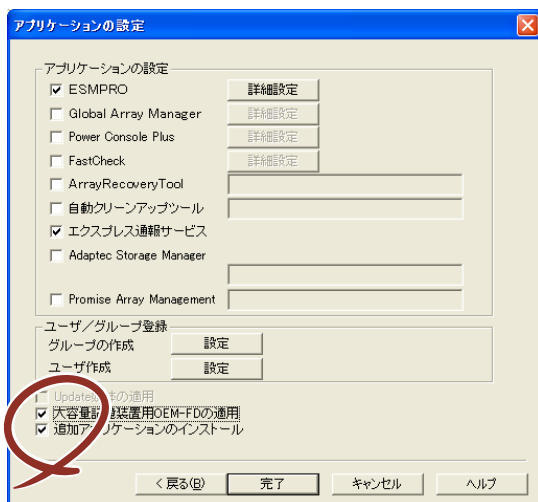 アプリケーションの設定
アプリケーションの設定
ESMPRO 詳細設定
Global Array Manager 詳細設定
Power Console Plus 詳細設定
FastCheck 詳細設定
ArrayRecoveryTool
自動クリーンアップツール
エクスプレス通報サービス
Adaptec Storage Manager
Promise Array Management
ユーザ／グループ登録
グループの作成 設定
ユーザ作成 設定
Update 体の適用
大容量記憶装置用OEM-FDの適用
追加アプリケーションのインストール
< 戻る(B) 完了 キャンセル ヘルプ